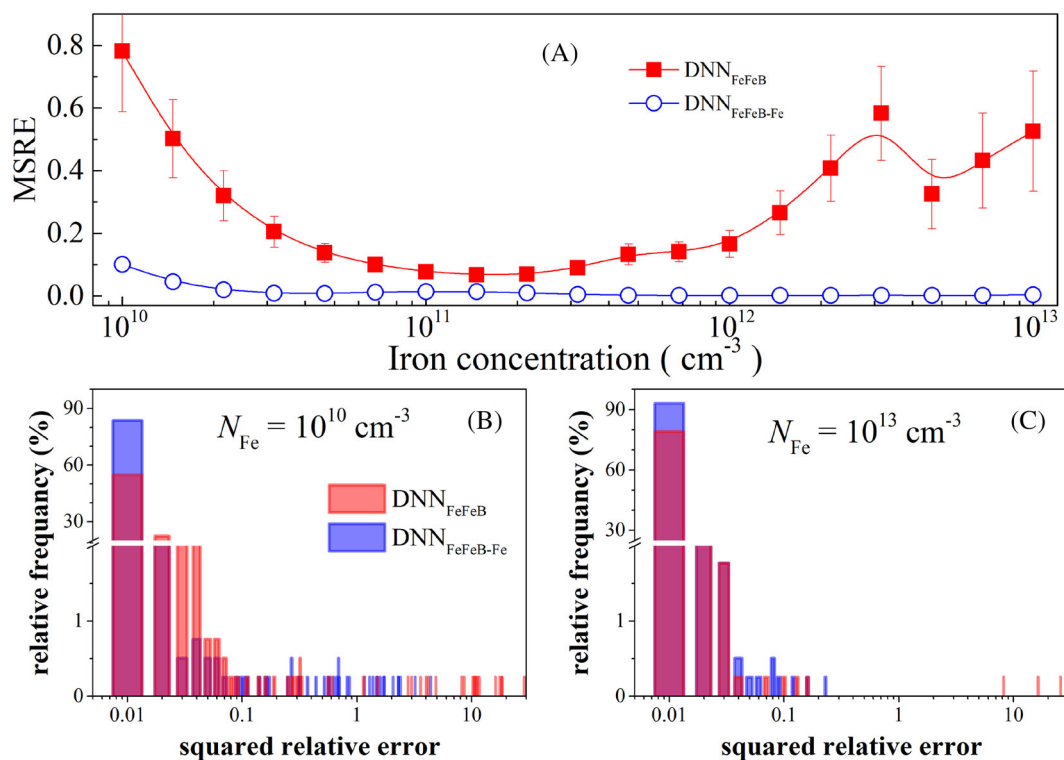 (A)
DNN_FeFeB
DNN_FeFeB-Fe
MSRE
0.8
0.6
0.4
0.2
0.0
10^10
10^11
10^12
10^13
Iron concentration ( cm^-3 )
(B)
N_Fe = 10^10 cm^-3
DNN_FeFeB
DNN_FeFeB-Fe
relative frequancy (%)
90
60
30
1
0
0.01
0.1
1
10
squared relative error
(C)
N_Fe = 10^13 cm^-3
relative frequancy (%)
90
60
30
1
0
0.01
0.1
1
10
squared relative error